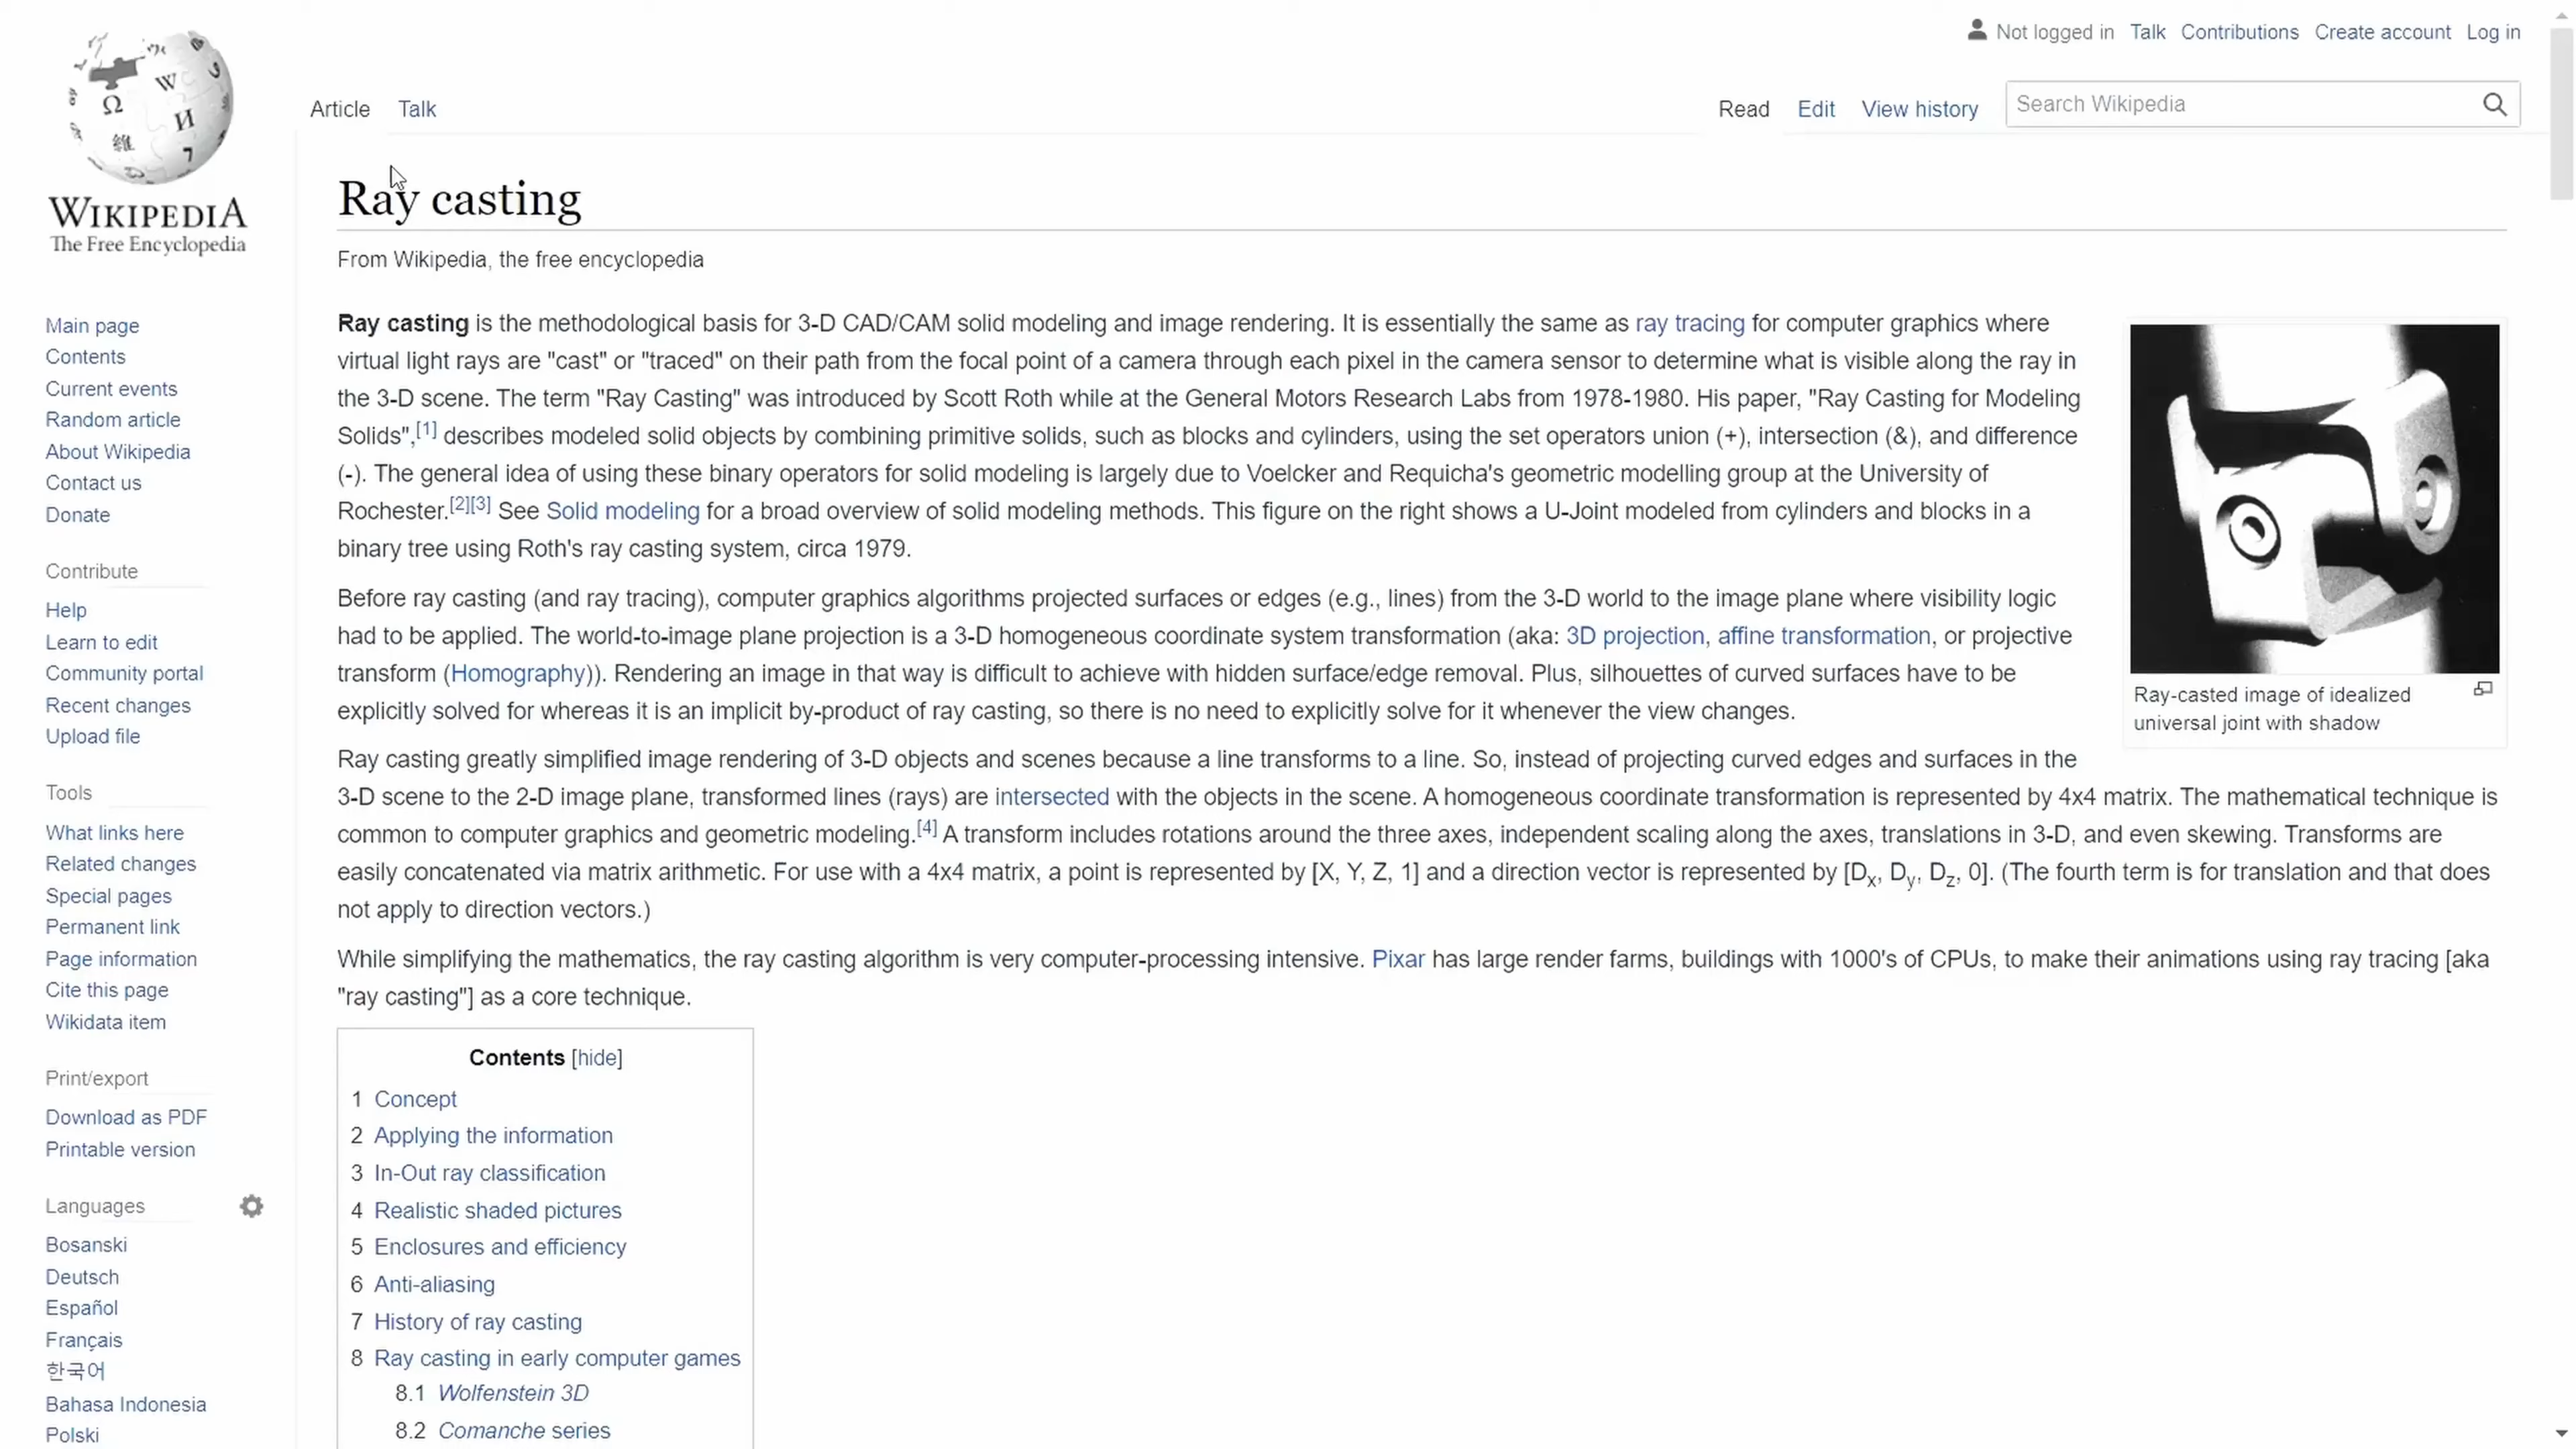 Not logged in Talk Contributions Create account Log in
Article Talk
Read Edit View history Search Wikipedia
Ω W И 維 7
WIKIPEDIA
The Free Encyclopedia
Main page
Contents
Current events
Random article
About Wikipedia
Contact us
Donate
Contribute
Help
Learn to edit
Community portal
Recent changes
Upload file
Tools
What links here
Related changes
Special pages
Permanent link
Page information
Cite this page
Wikidata item
Print/export
Download as PDF
Printable version
Languages
Bosanski
Deutsch
Español
Français
한국어
Bahasa Indonesia
Polski
Ray casting
From Wikipedia, the free encyclopedia
Ray casting is the methodological basis for 3-D CAD/CAM solid modeling and image rendering. It is essentially the same as ray tracing for computer graphics where
virtual light rays are "cast" or "traced" on their path from the focal point of a camera through each pixel in the camera sensor to determine what is visible along the ray in
the 3-D scene. The term "Ray Casting" was introduced by Scott Roth while at the General Motors Research Labs from 1978-1980. His paper, "Ray Casting for Modeling
Solids",[1] describes modeled solid objects by combining primitive solids, such as blocks and cylinders, using the set operators union (+), intersection (&), and difference
(-). The general idea of using these binary operators for solid modeling is largely due to Voelcker and Requicha's geometric modelling group at the University of
Rochester.[2][3] See Solid modeling for a broad overview of solid modeling methods. This figure on the right shows a U-Joint modeled from cylinders and blocks in a
binary tree using Roth's ray casting system, circa 1979.
Before ray casting (and ray tracing), computer graphics algorithms projected surfaces or edges (e.g., lines) from the 3-D world to the image plane where visibility logic
had to be applied. The world-to-image plane projection is a 3-D homogeneous coordinate system transformation (aka: 3D projection, affine transformation, or projective
transform (Homography)). Rendering an image in that way is difficult to achieve with hidden surface/edge removal. Plus, silhouettes of curved surfaces have to be
explicitly solved for whereas it is an implicit by-product of ray casting, so there is no need to explicitly solve for it whenever the view changes.
Ray-casted image of idealized
universal joint with shadow
Ray casting greatly simplified image rendering of 3-D objects and scenes because a line transforms to a line. So, instead of projecting curved edges and surfaces in the
3-D scene to the 2-D image plane, transformed lines (rays) are intersected with the objects in the scene. A homogeneous coordinate transformation is represented by 4x4 matrix. The mathematical technique is
common to computer graphics and geometric modeling.[4] A transform includes rotations around the three axes, independent scaling along the axes, translations in 3-D, and even skewing. Transforms are
easily concatenated via matrix arithmetic. For use with a 4x4 matrix, a point is represented by [X, Y, Z, 1] and a direction vector is represented by [Dx, Dy, Dz, 0]. (The fourth term is for translation and that does
not apply to direction vectors.)
While simplifying the mathematics, the ray casting algorithm is very computer-processing intensive. Pixar has large render farms, buildings with 1000's of CPUs, to make their animations using ray tracing [aka
"ray casting"] as a core technique.
Contents [hide]
1 Concept
2 Applying the information
3 In-Out ray classification
4 Realistic shaded pictures
5 Enclosures and efficiency
6 Anti-aliasing
7 History of ray casting
8 Ray casting in early computer games
8.1 Wolfenstein 3D
8.2 Comanche series